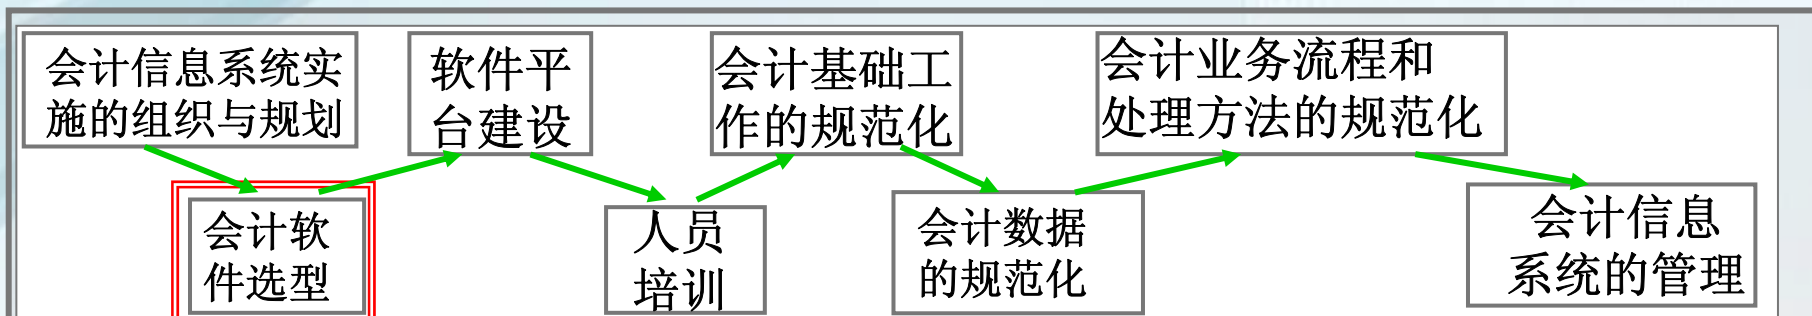 会计信息系统实
施的组织与规划
会计软
件选型
软件平
台建设
人员
培训
会计基础工
作的规范化
会计数据
的规范化
会计业务流程和
处理方法的规范化
会计信息
系统的管理